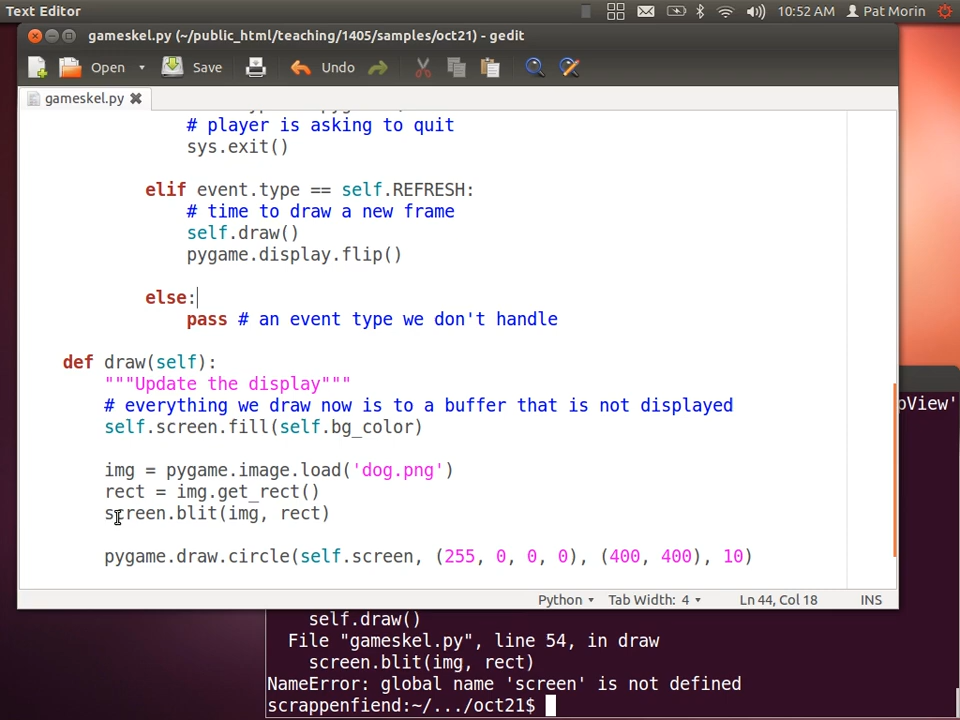 Text Editor 10:52 AM Pat Morin
gameskel.py (~/public_html/teaching/1405/samples/oct21) - gedit
Open Save Undo
gameskel.py
# player is asking to quit
sys.exit()
elif event.type == self.REFRESH:
# time to draw a new frame
self.draw()
pygame.display.flip()
else:
pass # an event type we don't handle
def draw(self):
"""Update the display"""
# everything we draw now is to a buffer that is not displayed
self.screen.fill(self.bg_color)
img = pygame.image.load('dog.png')
rect = img.get_rect()
screen.blit(img, rect)
pygame.draw.circle(self.screen, (255, 0, 0, 0), (400, 400), 10)
Python Tab Width: 4 Ln 44, Col 18 INS
pView'
self.draw()
File "gameskel.py", line 54, in draw
screen.blit(img, rect)
NameError: global name 'screen' is not defined
scrappenfiend:~/.../oct21$